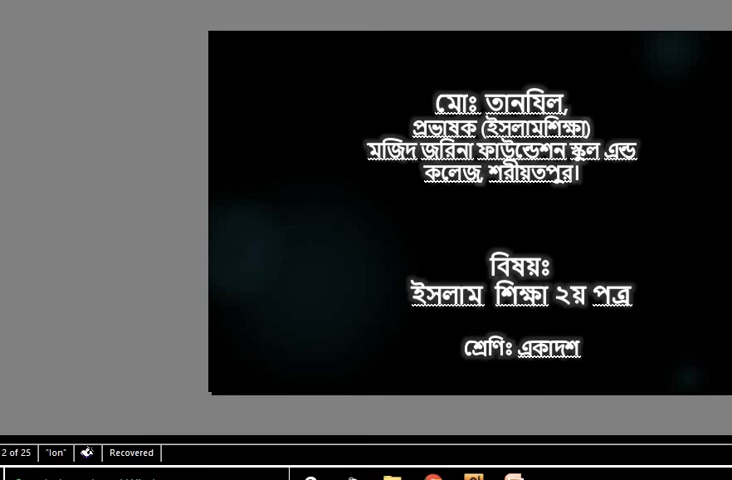 মোঃ তানযিল,
প্রভাষক (ইসলামশিক্ষা)
মজিদ জরিনা ফাউন্ডেশন স্কুল এন্ড
কলেজ, শরীয়তপুর।
বিষয়ঃ
ইসলাম শিক্ষা ২য় পত্র
শ্রেণিঃ একাদশ
2 of 25 "Ion" Recovered